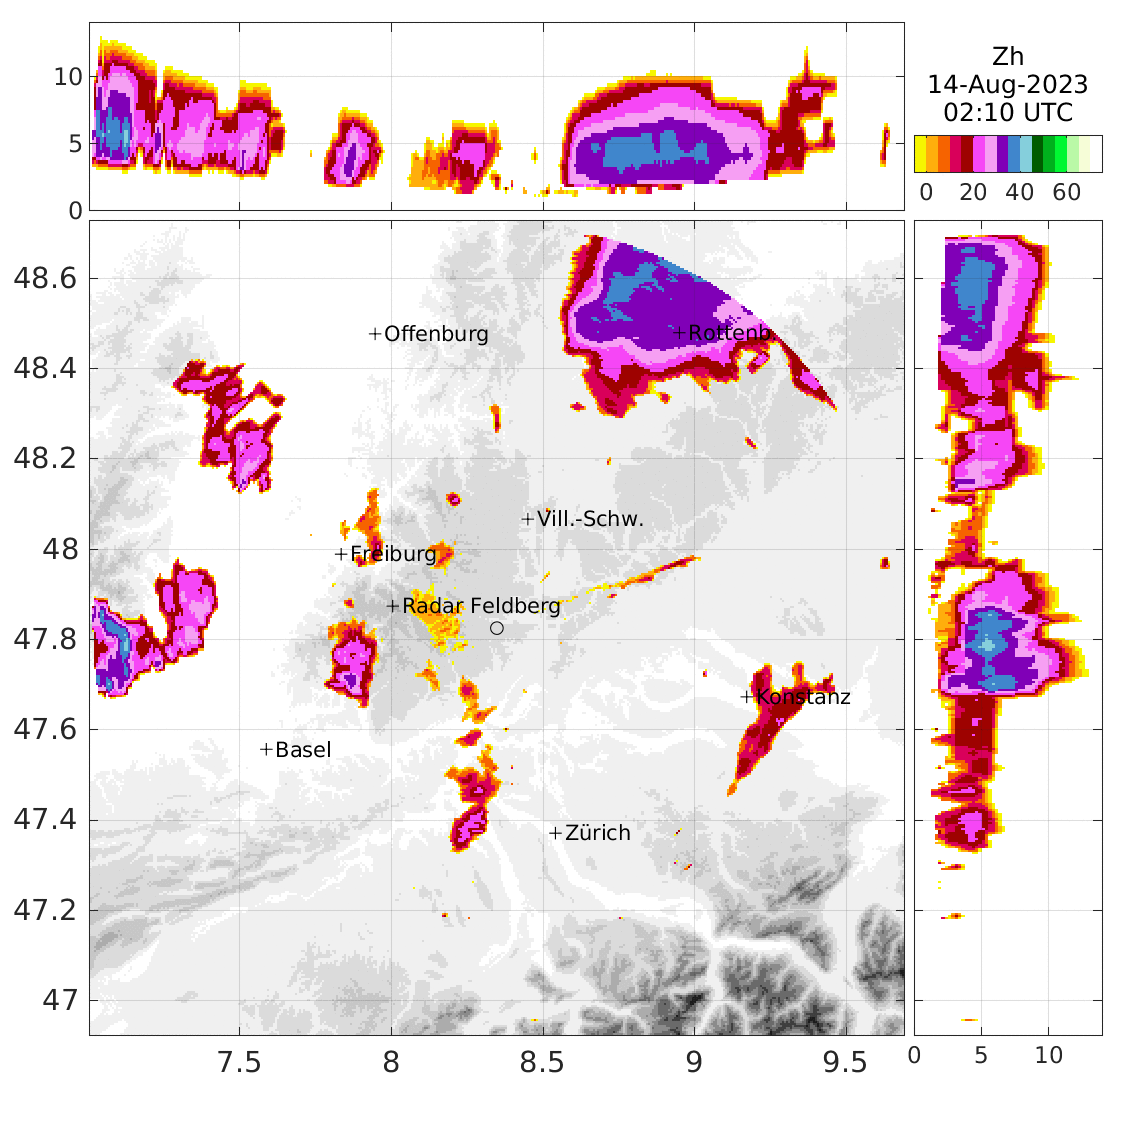 10
5
0
Zh
14-Aug-2023
02:10 UTC
0 20 40 60
48.6
48.4
48.2
48
47.8
47.6
47.4
47.2
47
Offenburg
Rottenb
Vill.-Schw.
Freiburg
Radar Feldberg
Konstanz
Basel
Zürich
7.5 8 8.5 9 9.5
0 5 10